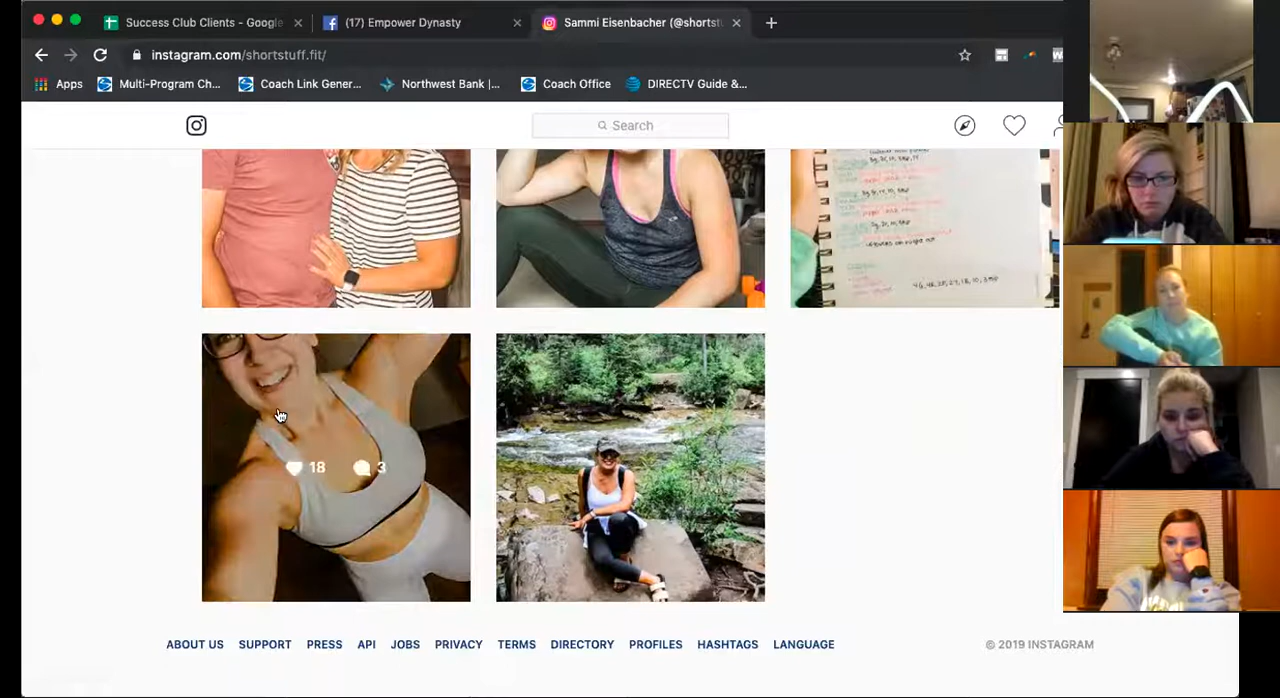 Success Club Clients - Google
(17) Empower Dynasty
Sammi Eisenbacher (@shortstu
instagram.com/shortstuff.fit/
Apps
Multi-Program Ch...
Coach Link Gener...
Northwest Bank |...
Coach Office
DIRECTV Guide &...
Search
18
3
ABOUT US
SUPPORT
PRESS
API
JOBS
PRIVACY
TERMS
DIRECTORY
PROFILES
HASHTAGS
LANGUAGE
© 2019 INSTAGRAM